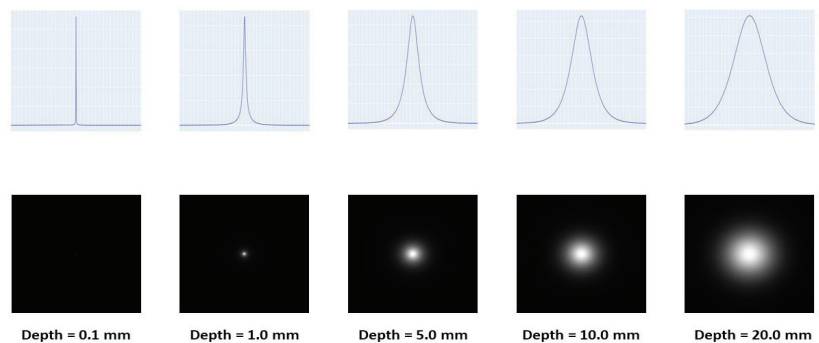 Depth = 0.1 mm
Depth = 1.0 mm
Depth = 5.0 mm
Depth = 10.0 mm
Depth = 20.0 mm